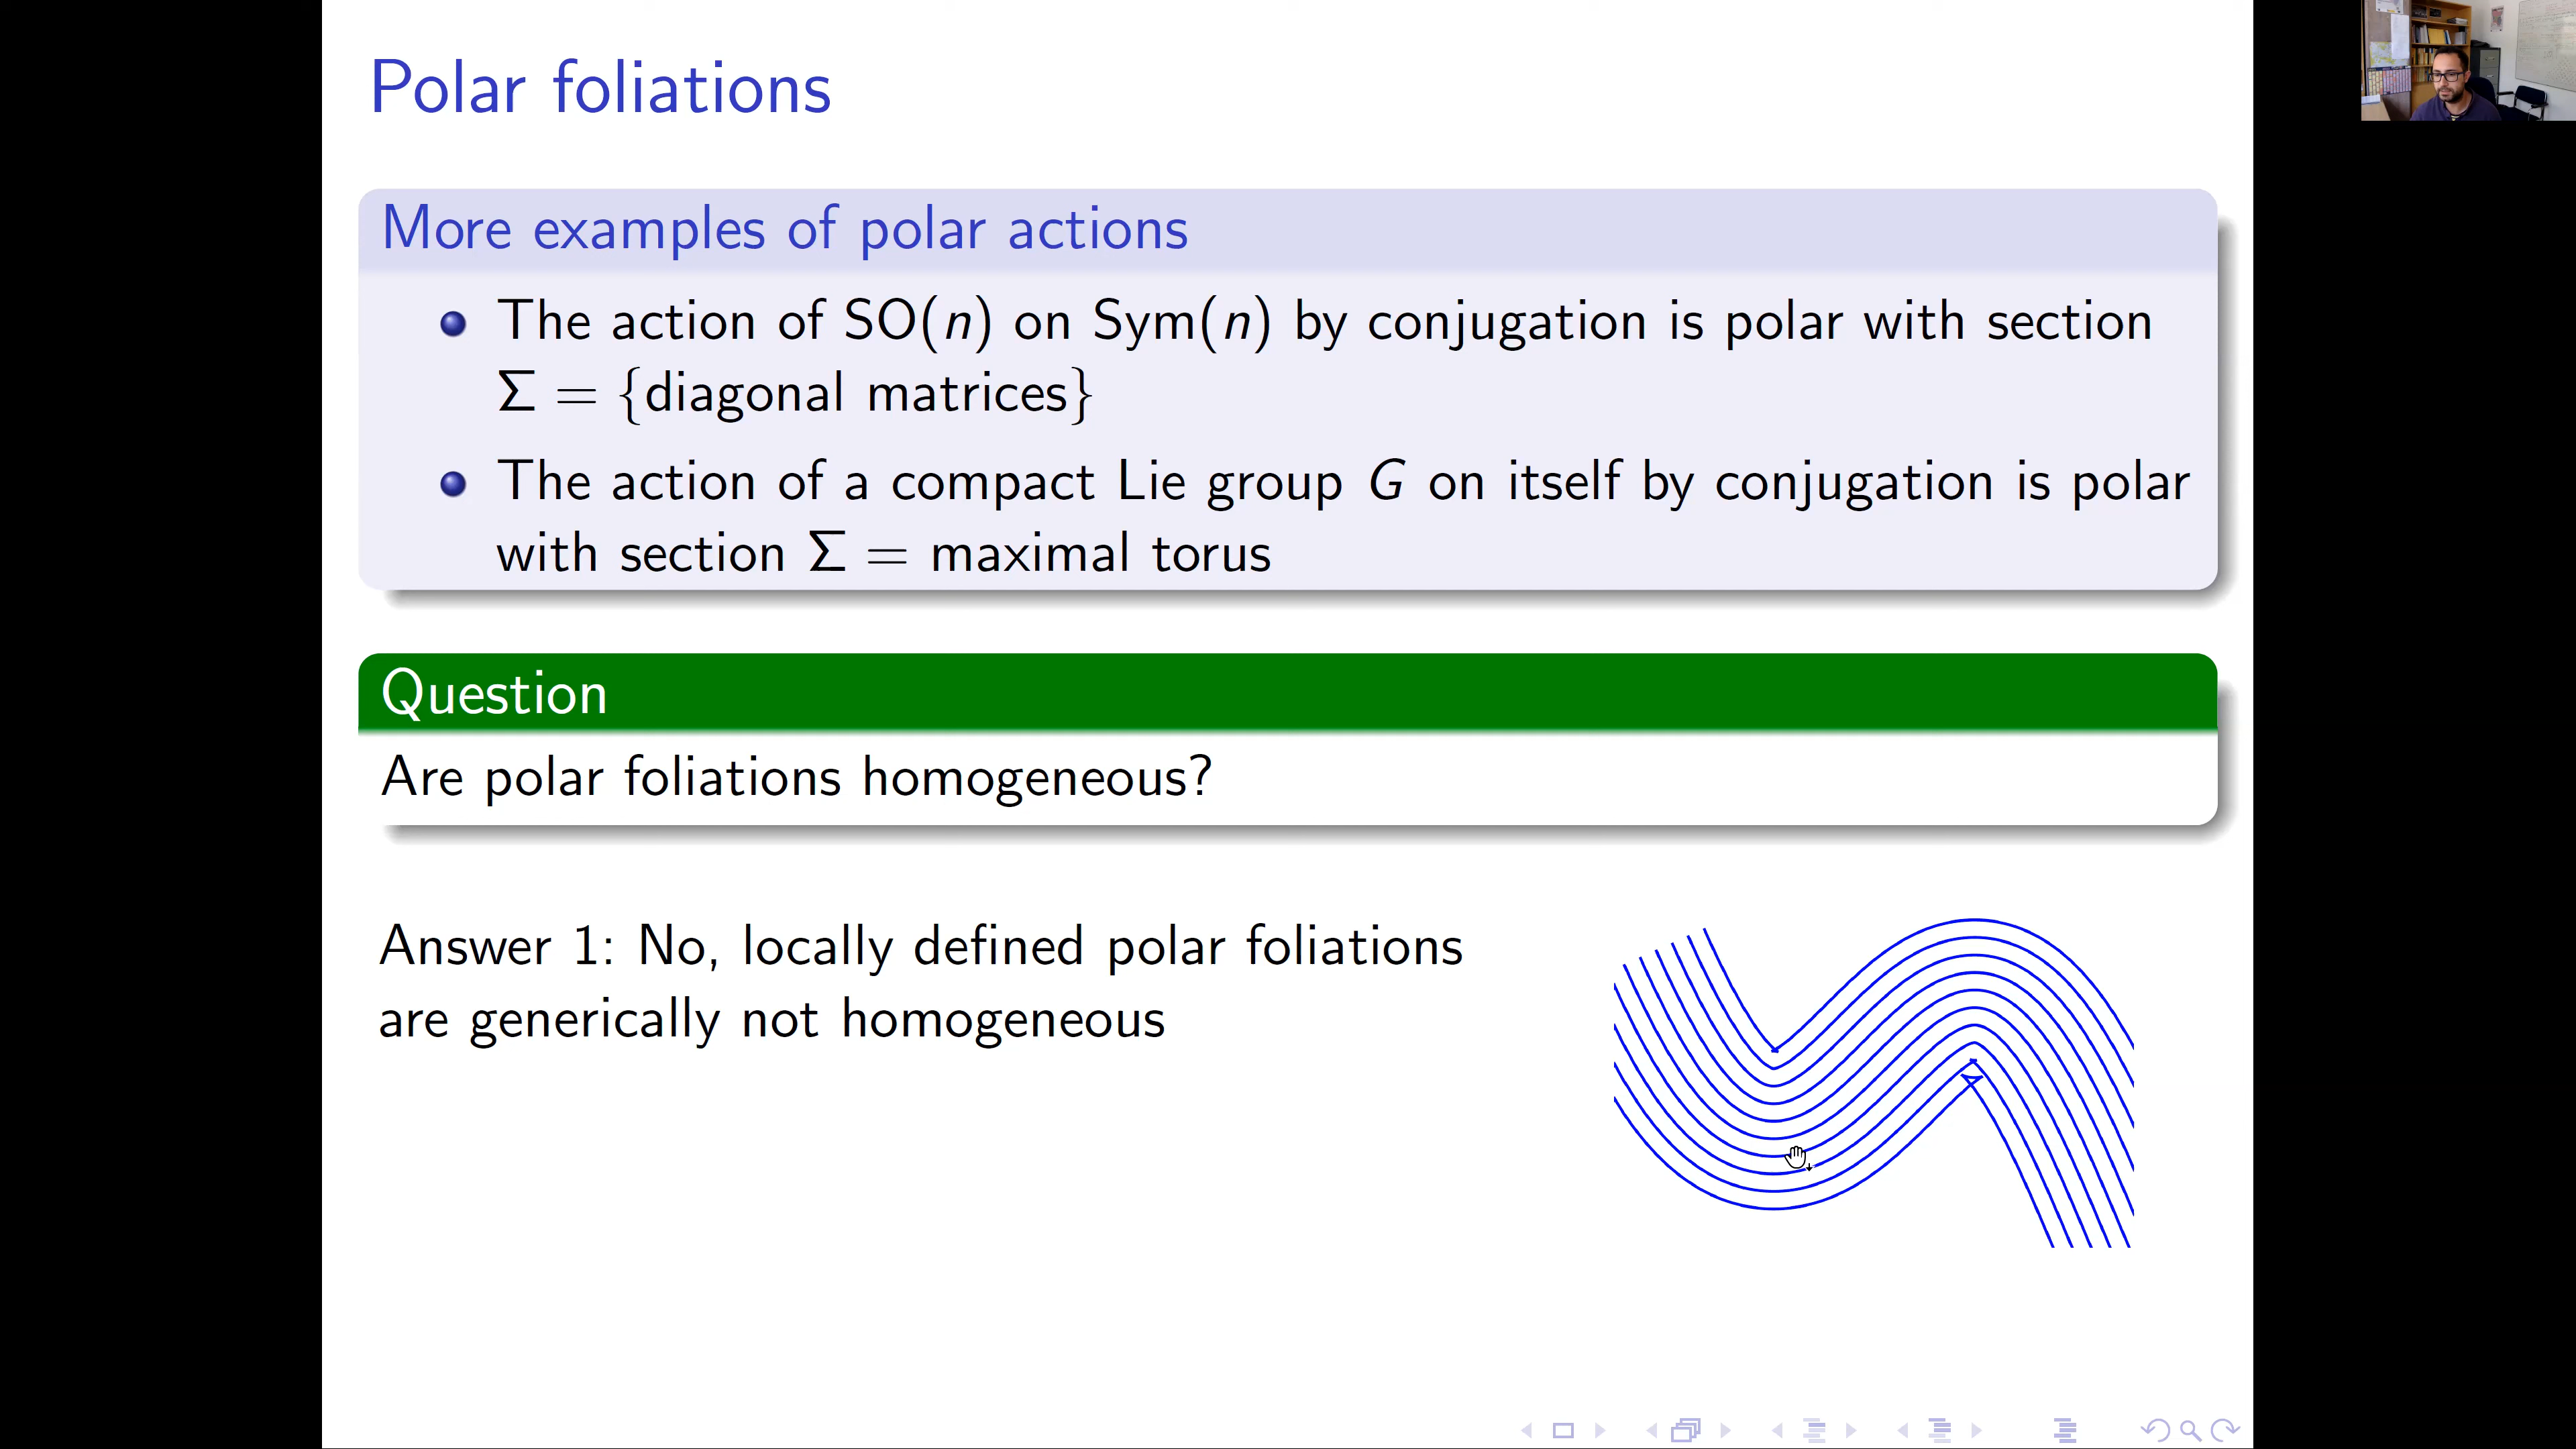 Polar foliations
More examples of polar actions
The action of SO(n) on Sym(n) by conjugation is polar with section
Σ = {diagonal matrices}
The action of a compact Lie group G on itself by conjugation is polar
with section Σ = maximal torus
Question
Are polar foliations homogeneous?
Answer 1: No, locally defined polar foliations
are generically not homogeneous